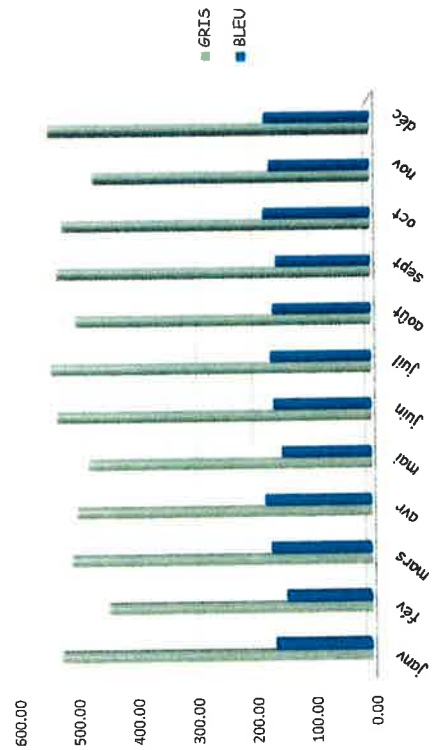 600.00
500.00
400.00
300.00
200.00
100.00
0.00
janv
fév
mars
avr
mai
juin
juil
août
sept
oct
nov
déc
GRIS
BLEU